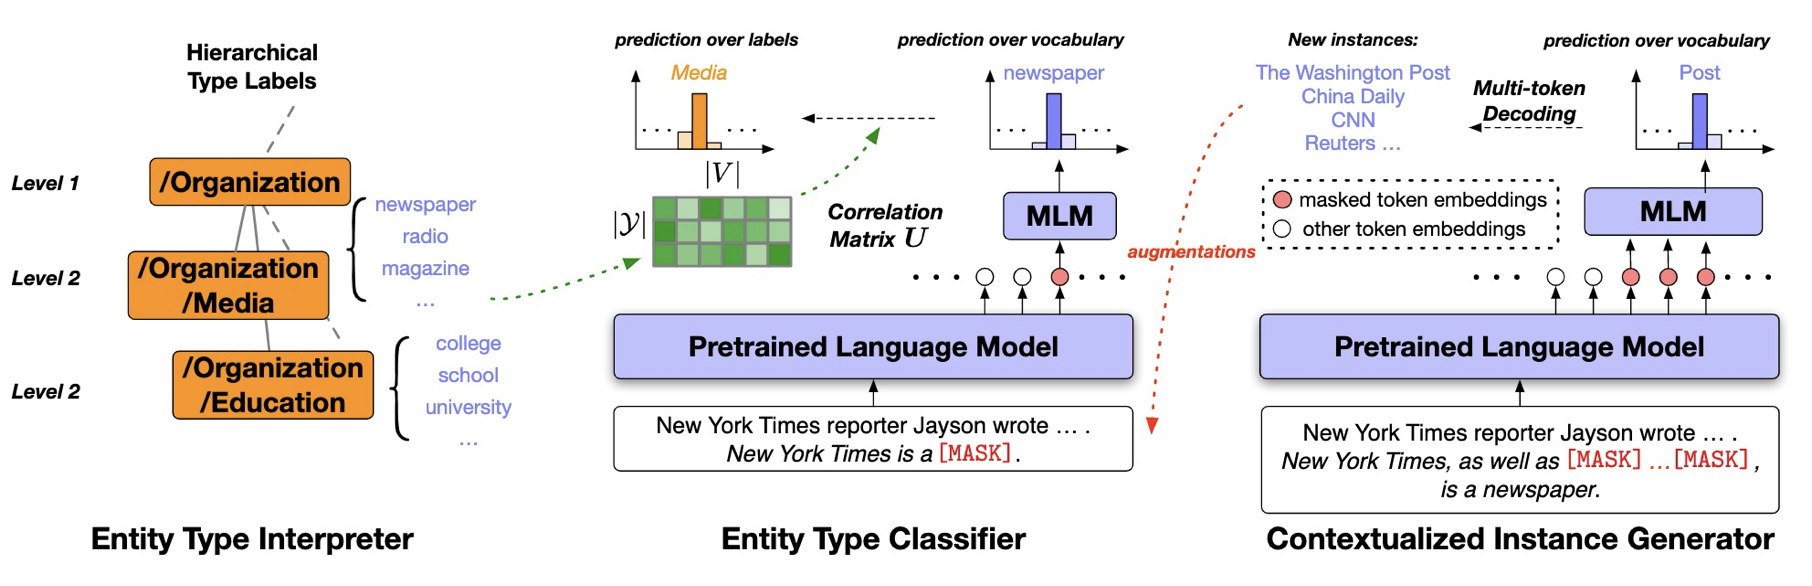 Hierarchical
Type Labels
Level 1
/Organization
newspaper
radio
magazine
...
Level 2
/Organization
/Media
Level 2
/Organization
/Education
college
school
university
...
Entity Type Interpreter
prediction over labels
Media
... ...
prediction over vocabulary
newspaper
... ...
|V|
|𝒴|
Correlation
Matrix U
MLM
... ...
Pretrained Language Model
New York Times reporter Jayson wrote ... .
New York Times is a [MASK].
Entity Type Classifier
augmentations
New instances:
The Washington Post
China Daily
CNN
Reuters ...
Multi-token
Decoding
prediction over vocabulary
Post
... ...
masked token embeddings
other token embeddings
MLM
... ...
Pretrained Language Model
New York Times reporter Jayson wrote ... .
New York Times, as well as [MASK] ...[MASK] ,
is a newspaper.
Contextualized Instance Generator